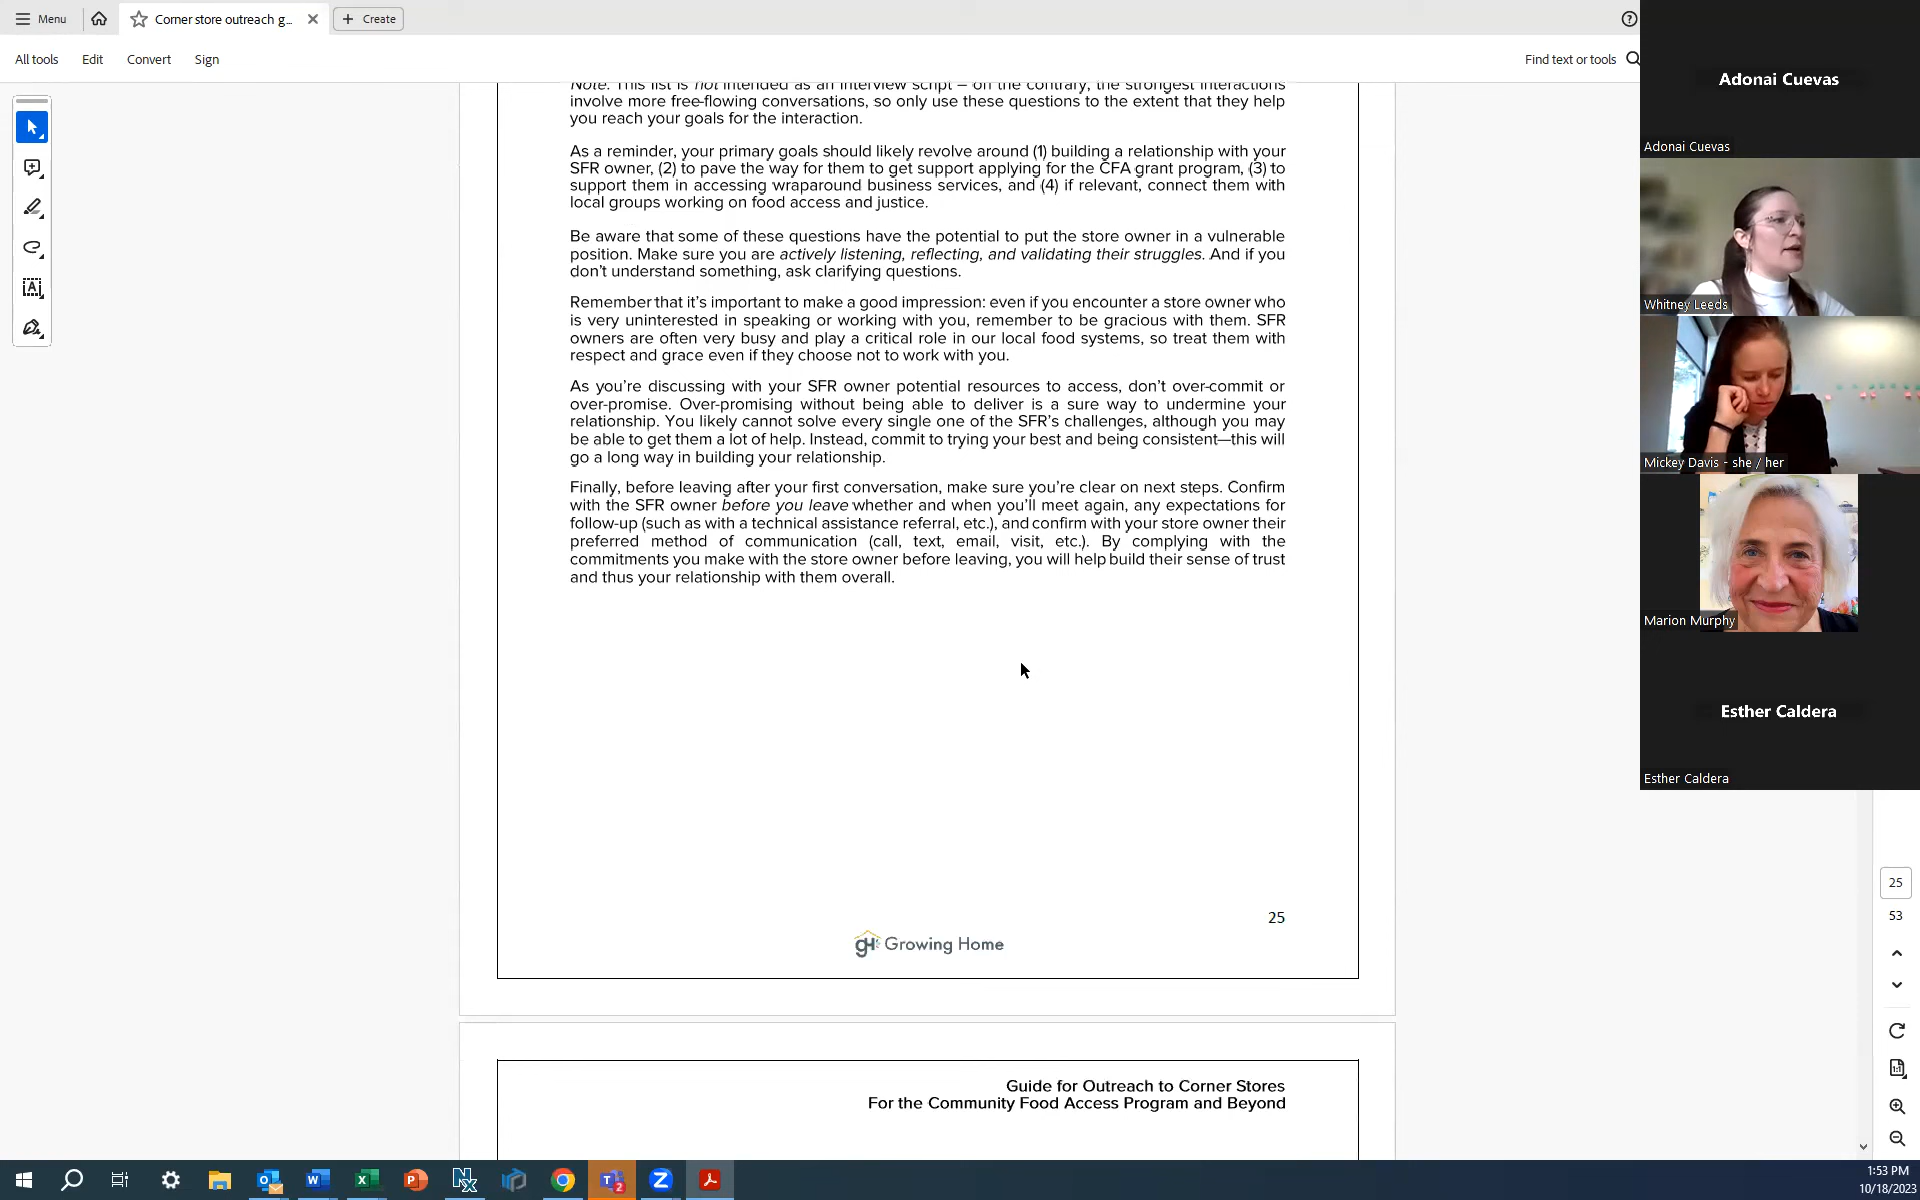 Menu
Corner store outreach g...
Create
All tools
Edit
Convert
Sign
Find text or tools
Note: This list is not intended as an interview script – on the contrary, the strongest interactions
involve more free-flowing conversations, so only use these questions to the extent that they help
you reach your goals for the interaction.
As a reminder, your primary goals should likely revolve around (1) building a relationship with your
SFR owner, (2) to pave the way for them to get support applying for the CFA grant program, (3) to
support them in accessing wraparound business services, and (4) if relevant, connect them with
local groups working on food access and justice.
Be aware that some of these questions have the potential to put the store owner in a vulnerable
position. Make sure you are actively listening, reflecting, and validating their struggles. And if you
don't understand something, ask clarifying questions.
Remember that it's important to make a good impression: even if you encounter a store owner who
is very uninterested in speaking or working with you, remember to be gracious with them. SFR
owners are often very busy and play a critical role in our local food systems, so treat them with
respect and grace even if they choose not to work with you.
As you're discussing with your SFR owner potential resources to access, don't over-commit or
over-promise. Over-promising without being able to deliver is a sure way to undermine your
relationship. You likely cannot solve every single one of the SFR's challenges, although you may
be able to get them a lot of help. Instead, commit to trying your best and being consistent—this will
go a long way in building your relationship.
Finally, before leaving after your first conversation, make sure you're clear on next steps. Confirm
with the SFR owner before you leave whether and when you'll meet again, any expectations for
follow-up (such as with a technical assistance referral, etc.), and confirm with your store owner their
preferred method of communication (call, text, email, visit, etc.). By complying with the
commitments you make with the store owner before leaving, you will help build their sense of trust
and thus your relationship with them overall.
25
gH Growing Home
Guide for Outreach to Corner Stores
For the Community Food Access Program and Beyond
Adonai Cuevas
Adonai Cuevas
Whitney Leeds
Mickey Davis - she / her
Marion Murphy
Esther Caldera
Esther Caldera
25
53
1:53 PM
10/18/2023